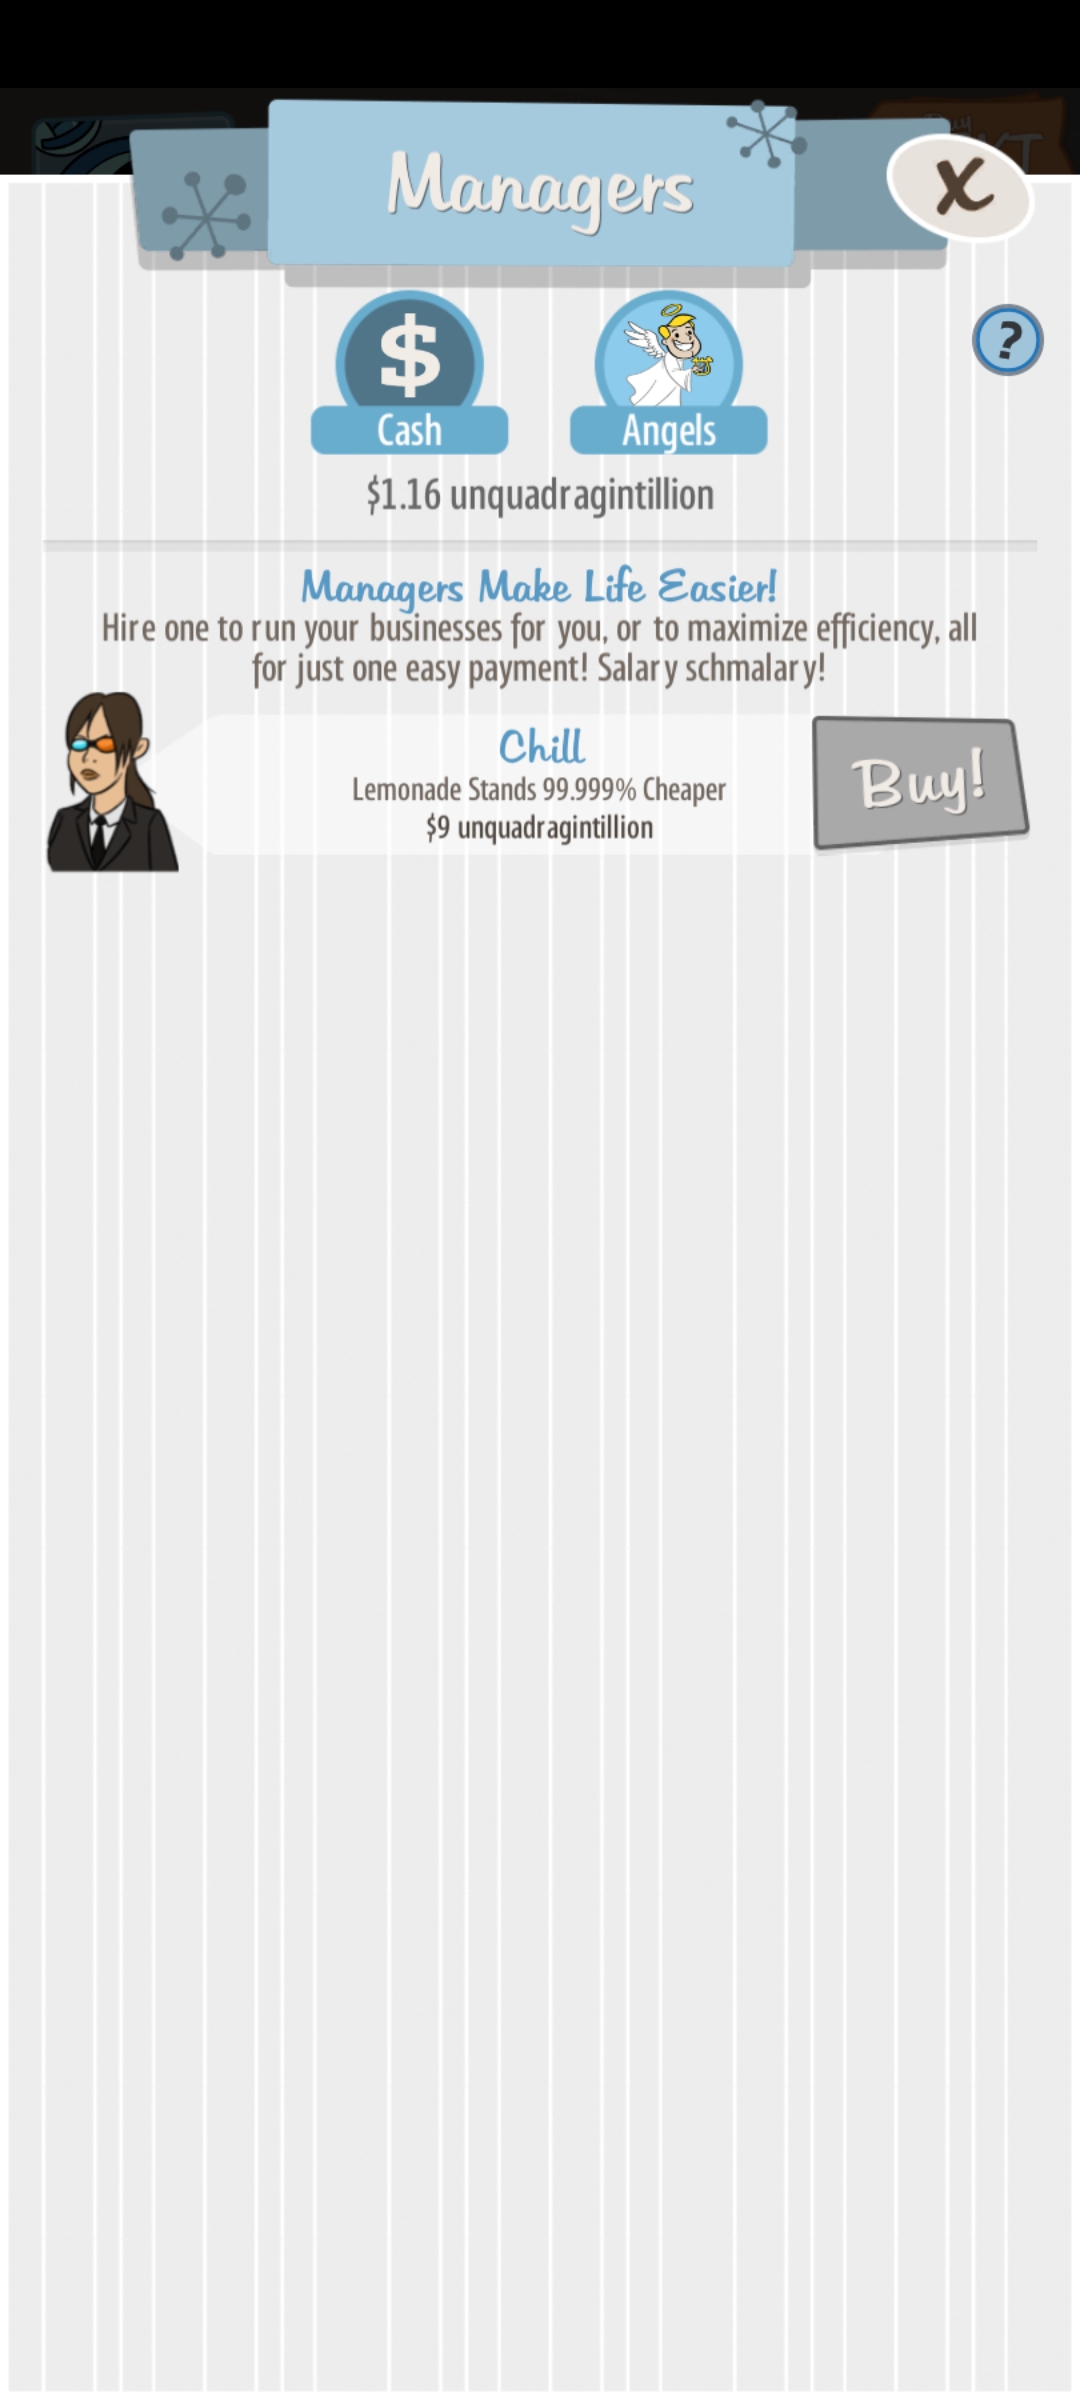 Managers
X
$
Cash
Angels
?
$1.16 unquadragintillion
Managers Make Life Easier!
Hire one to run your businesses for you, or to maximize efficiency, all
for just one easy payment! Salary schmalary!
Chill
Lemonade Stands 99.999% Cheaper
$9 unquadragintillion
Buy!